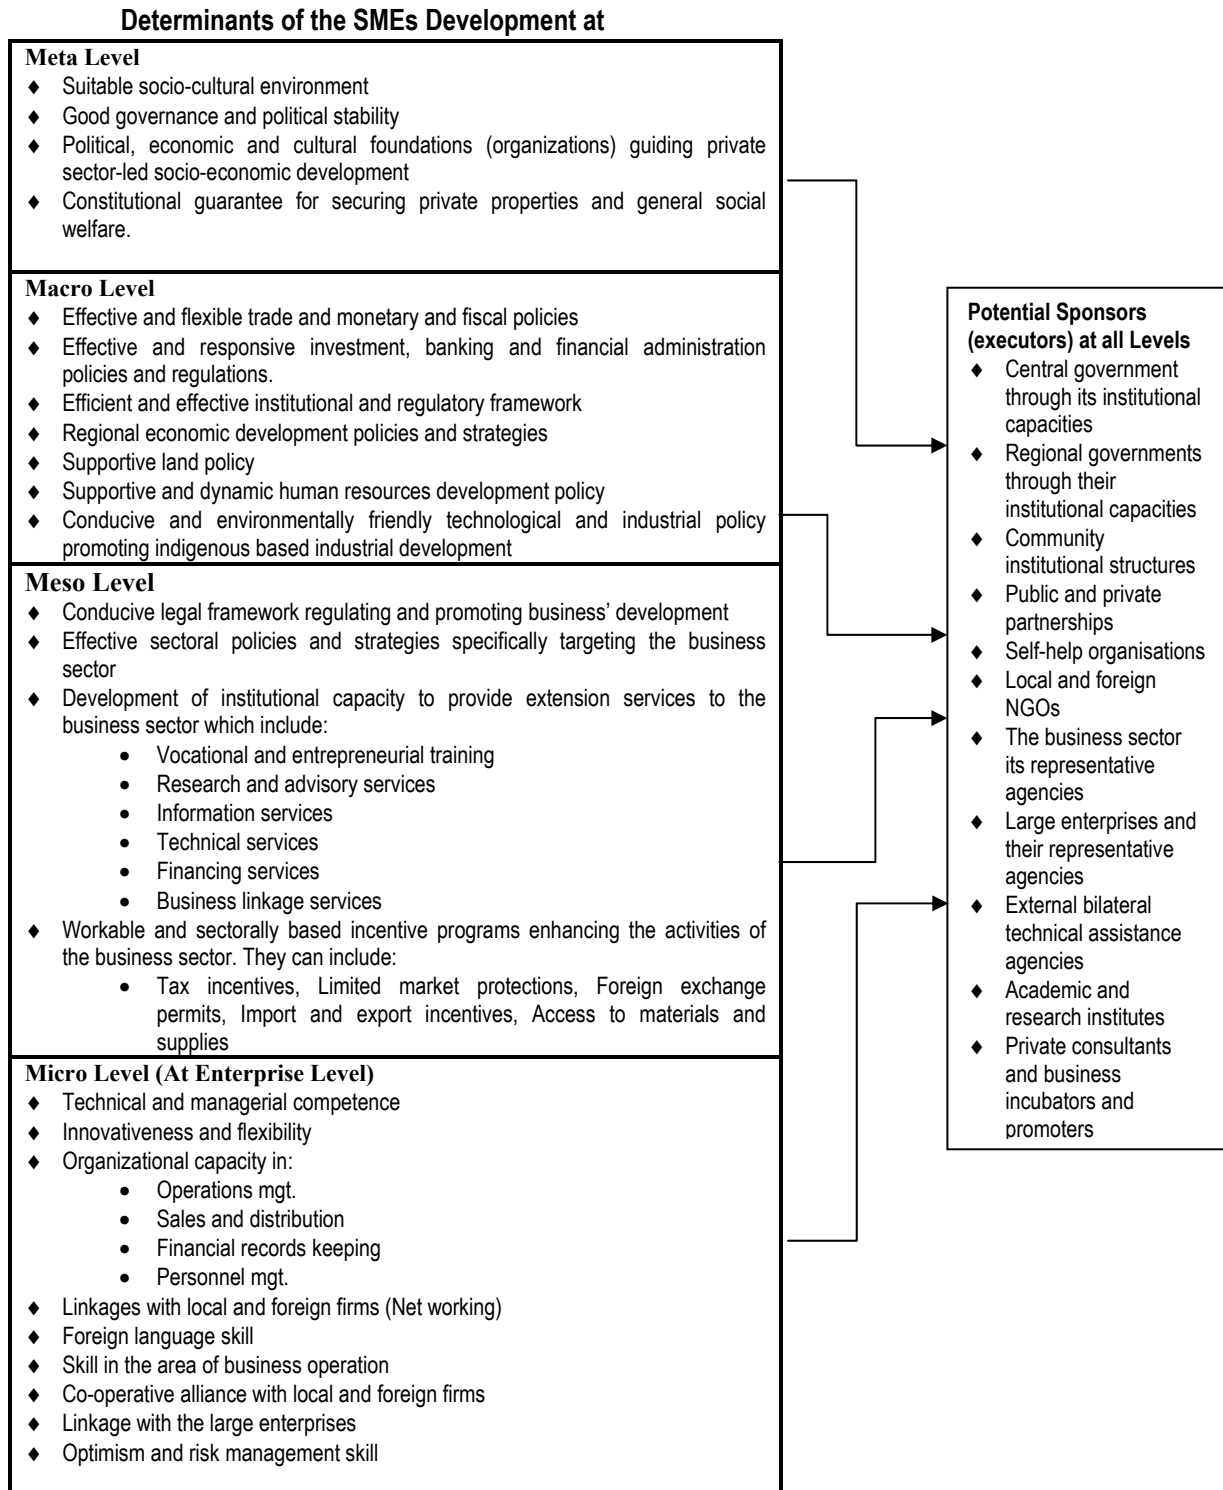 Determinants of the SMEs Development at
Meta Level
♦ Suitable socio-cultural environment
♦ Good governance and political stability
♦ Political, economic and cultural foundations (organizations) guiding private
sector-led socio-economic development
♦ Constitutional guarantee for securing private properties and general social
welfare.
Macro Level
♦ Effective and flexible trade and monetary and fiscal policies
♦ Effective and responsive investment, banking and financial administration
policies and regulations.
♦ Efficient and effective institutional and regulatory framework
♦ Regional economic development policies and strategies
♦ Supportive land policy
♦ Supportive and dynamic human resources development policy
♦ Conducive and environmentally friendly technological and industrial policy
promoting indigenous based industrial development
Meso Level
♦ Conducive legal framework regulating and promoting business’ development
♦ Effective sectoral policies and strategies specifically targeting the business
sector
♦ Development of institutional capacity to provide extension services to the
business sector which include:
• Vocational and entrepreneurial training
• Research and advisory services
• Information services
• Technical services
• Financing services
• Business linkage services
♦ Workable and sectorally based incentive programs enhancing the activities of
the business sector. They can include:
• Tax incentives, Limited market protections, Foreign exchange
permits, Import and export incentives, Access to materials and
supplies
Micro Level (At Enterprise Level)
♦ Technical and managerial competence
♦ Innovativeness and flexibility
♦ Organizational capacity in:
• Operations mgt.
• Sales and distribution
• Financial records keeping
• Personnel mgt.
♦ Linkages with local and foreign firms (Net working)
♦ Foreign language skill
♦ Skill in the area of business operation
♦ Co-operative alliance with local and foreign firms
♦ Linkage with the large enterprises
♦ Optimism and risk management skill
Potential Sponsors
(executors) at all Levels
♦ Central government
through its institutional
capacities
♦ Regional governments
through their
institutional capacities
♦ Community
institutional structures
♦ Public and private
partnerships
♦ Self-help organisations
♦ Local and foreign
NGOs
♦ The business sector
its representative
agencies
♦ Large enterprises and
their representative
agencies
♦ External bilateral
technical assistance
agencies
♦ Academic and
research institutes
♦ Private consultants
and business
incubators and
promoters